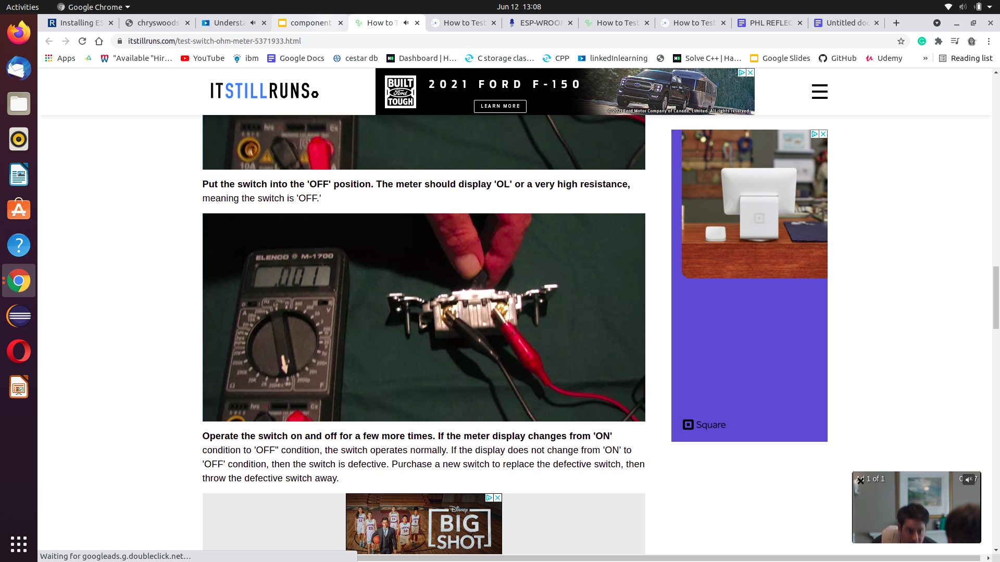 Activities
Google Chrome
Jun 12 13:08
Installing ES
chryswoods
Understa
component
How to T
How to Test
ESP-WROOM
How to Test
How to Test
PHL REFLEC
Untitled doc
itstillruns.com/test-switch-ohm-meter-5371933.html
Apps
"Available "Hir...
YouTube
ibm
Google Docs
cestar db
Dashboard | H...
C storage clas...
CPP
linkedInlearning
Solve C++ | Ha...
Google Slides
GitHub
Udemy
»
Reading list
ITSTILLRUNS
BUILT Ford TOUGH
2021 FORD F-150
LEARN MORE
© 2021 Ford Motor Company of Canada, Limited. All rights reserved.
10A
Put the switch into the 'OFF' position. The meter should display 'OL' or a very high resistance,
meaning the switch is 'OFF.'
ELENCO M-1700
.001
Operate the switch on and off for a few more times. If the meter display changes from 'ON'
condition to 'OFF" condition, the switch operates normally. If the display does not change from 'ON' to
'OFF' condition, then the switch is defective. Purchase a new switch to replace the defective switch, then
throw the defective switch away.
Square
Ad 1 of 1
Disney
BIG
SHOT
Waiting for googleads.g.doubleclick.net...